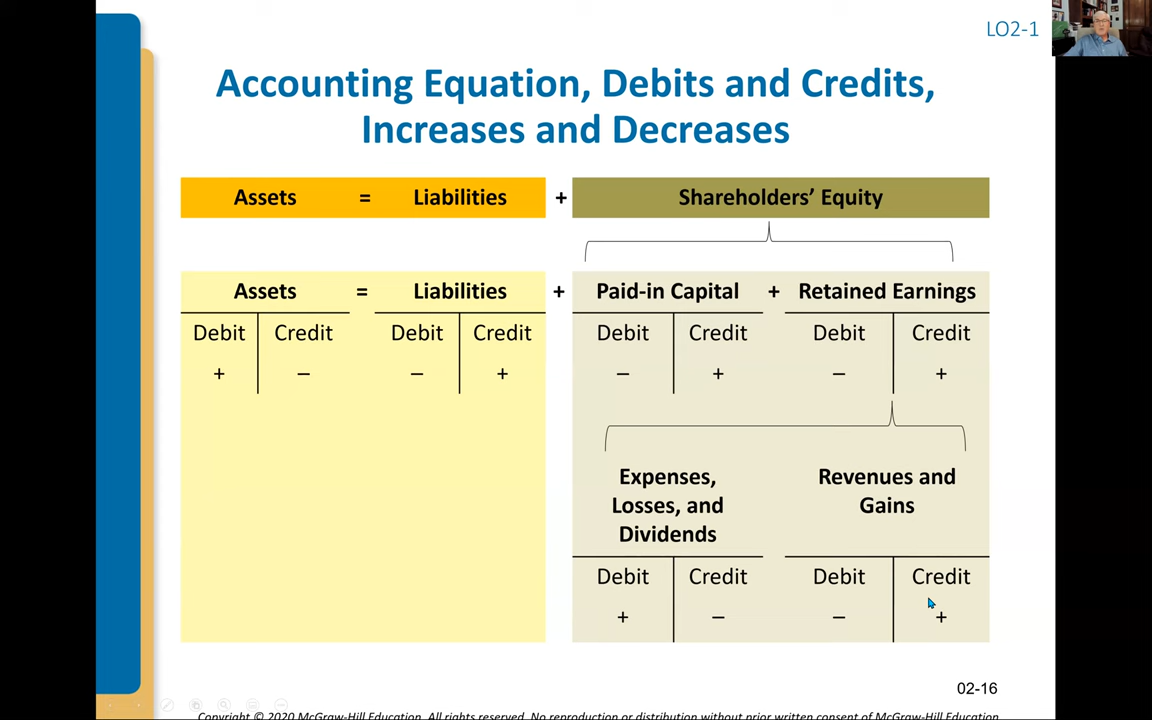 LO2-1
Accounting Equation, Debits and Credits,
Increases and Decreases
Assets = Liabilities + Shareholders’ Equity
Assets = Liabilities + Paid-in Capital + Retained Earnings
Debit Credit Debit Credit Debit Credit Debit Credit
+ – – + – + – +
Expenses,
Losses, and
Dividends
Revenues and
Gains
Debit Credit Debit Credit
+ – – +
02-16
Copyright © 2020 McGraw-Hill Education. All rights reserved. No reproduction or distribution without prior written consent of McGraw-Hill Education.